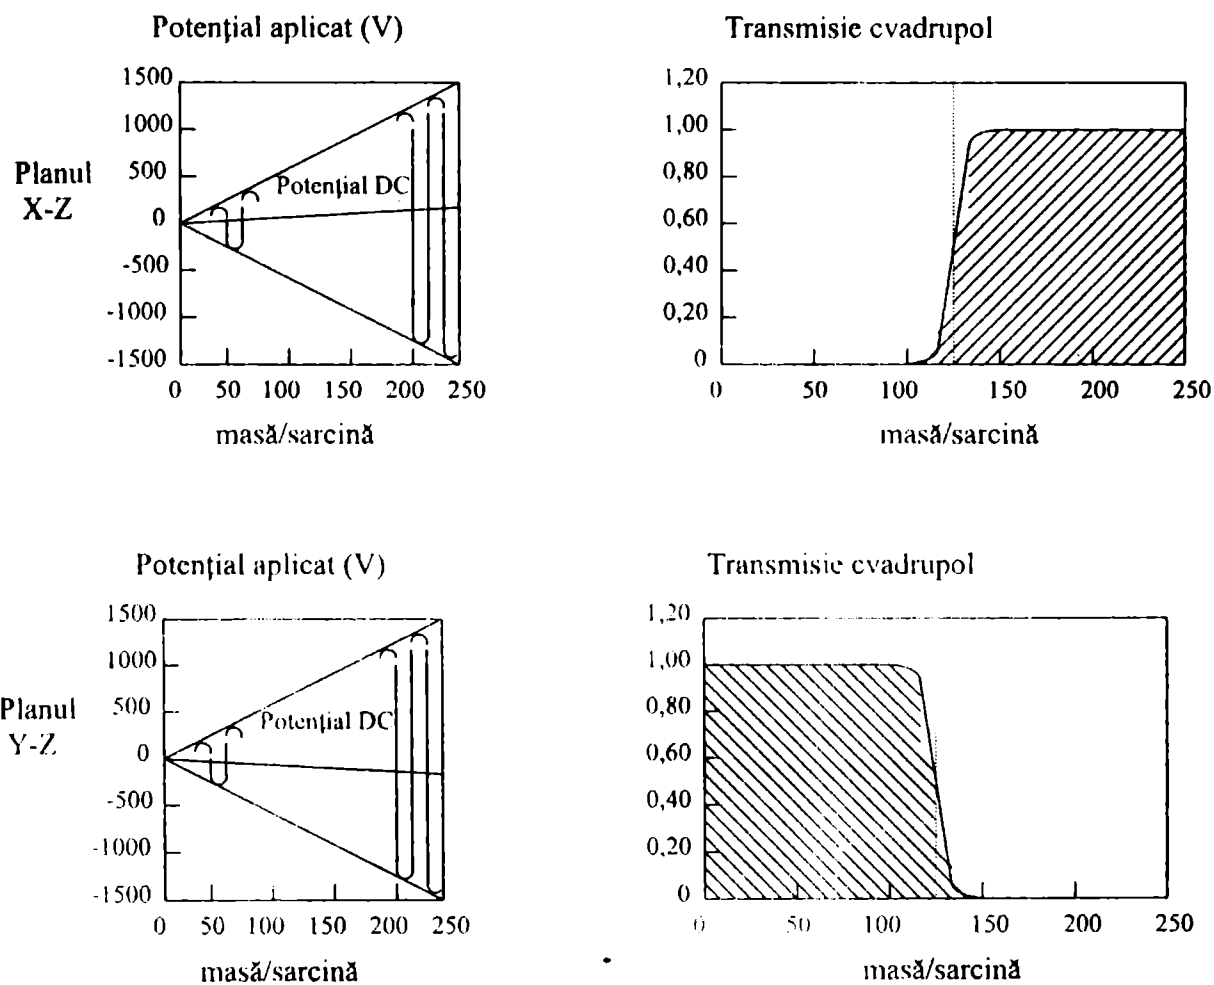 Potențial aplicat (V)
Transmisie cvadrupol
1500
1000
500
0
-500
-1000
-1500
Planul
X-Z
Potențial DC
0 50 100 150 200 250
masă/sarcină
1,20
1,00
0,80
0,60
0,40
0,20
0
0 50 100 150 200 250
masă/sarcină
Potențial aplicat (V)
Transmisie cvadrupol
1500
1000
500
0
-500
-1000
-1500
Planul
Y-Z
Potențial DC
0 50 100 150 200 250
masă/sarcină
1,20
1,00
0,80
0,60
0,40
0,20
0
0 50 100 150 200 250
masă/sarcină